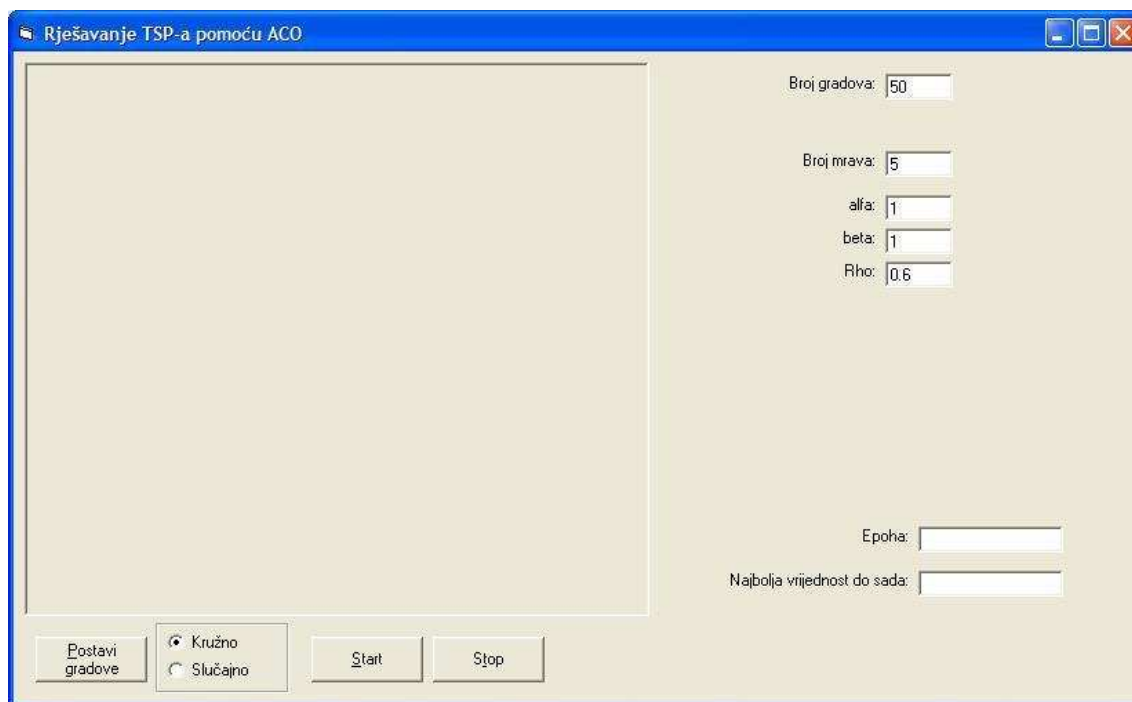 Rješavanje TSP-a pomoću ACO
Broj gradova: 50
Broj mrava: 5
alfa: 1
beta: 1
Rho: 0.6
Epoha:
Najbolja vrijednost do sada:
Postavi
gradove
Kružno
Slučajno
Start
Stop